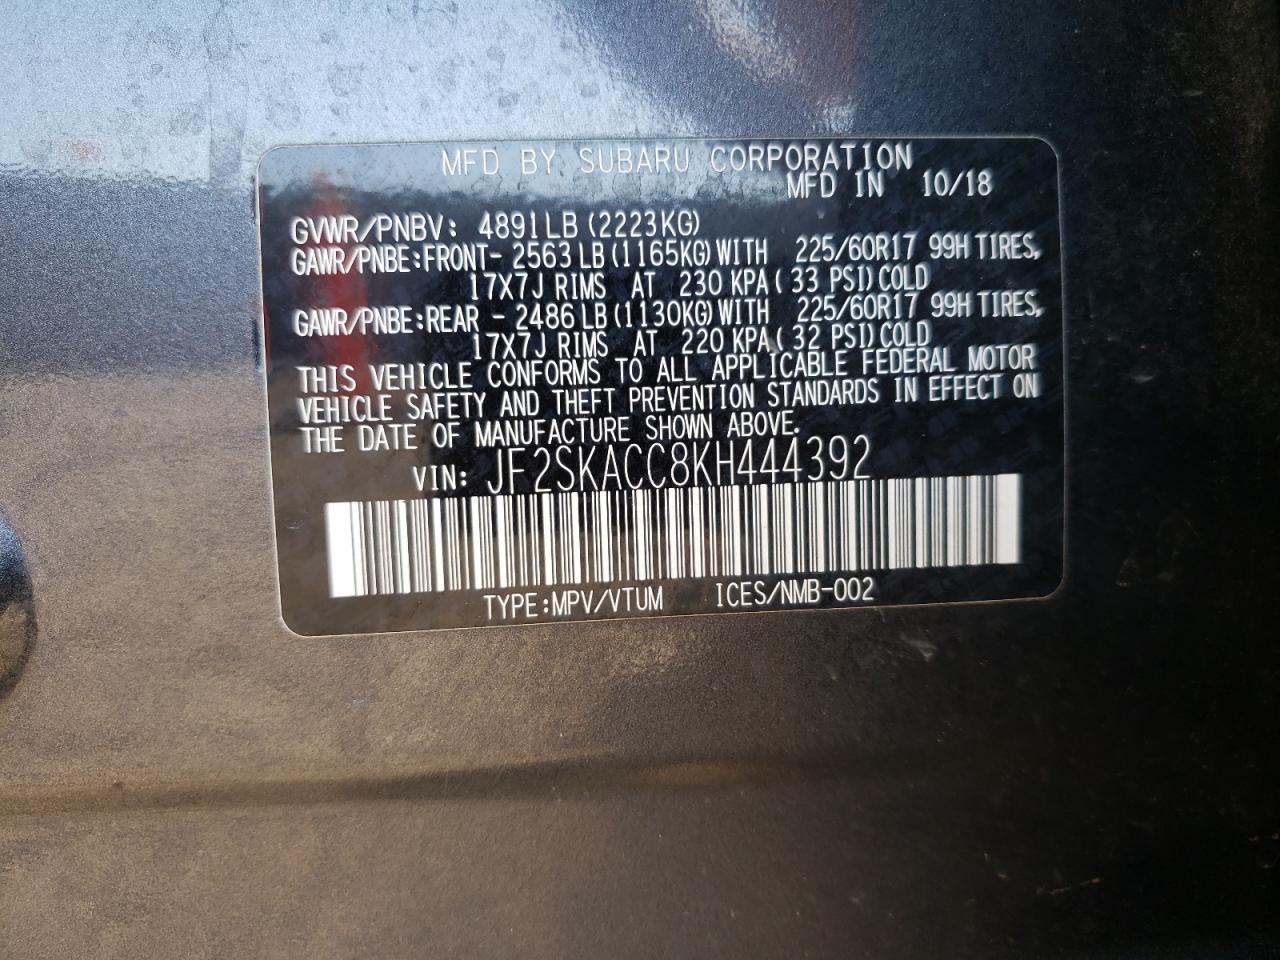 MFD BY SUBARU CORPORATION
MFD IN 10/18
GVWR/PNBV: 4891LB (2223KG)
GAWR/PNBE:FRONT- 2563 LB (1165KG) WITH 225/60R17 99H TIRES,
17X7J RIMS AT 230 KPA ( 33 PSI) COLD
GAWR/PNBE:REAR - 2486 LB (1130KG) WITH 225/60R17 99H TIRES,
17X7J RIMS AT 220 KPA ( 32 PSI) COLD
THIS VEHICLE CONFORMS TO ALL APPLICABLE FEDERAL MOTOR
VEHICLE SAFETY AND THEFT PREVENTION STANDARDS IN EFFECT ON
THE DATE OF MANUFACTURE SHOWN ABOVE.
VIN: JF2SKACC8KH444392
TYPE:MPV/VTUM ICES/NMB-002